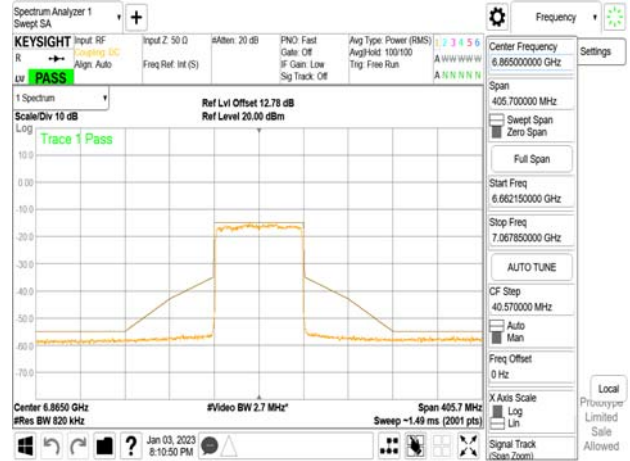 Spectrum Analyzer 1
Swept SA
+
Frequency
KEYSIGHT
R
LXI
PASS
Input: RF
Coupling: DC
Align: Auto
Input Z: 50 Ω
Freq Ref: Int (S)
#Atten: 20 dB
PNO: Fast
Gate: Off
IF Gain: Low
Sig Track: Off
Avg Type: Power (RMS)
Avg|Hold: 100/100
Trig: Free Run
1 2 3 4 5 6
A W W W W W
A N N N N N
Center Frequency
6.865000000 GHz
Settings
Span
405.700000 MHz
Swept Span
Zero Span
Full Span
Start Freq
6.662150000 GHz
Stop Freq
7.067850000 GHz
AUTO TUNE
CF Step
40.570000 MHz
Auto
Man
Freq Offset
0 Hz
X Axis Scale
Log
Lin
Signal Track
(Span Zoom)
Local
Prototype
Limited
Sale
Allowed
1 Spectrum
Scale/Div 10 dB
Ref Lvl Offset 12.78 dB
Ref Level 20.00 dBm
Log
Trace 1 Pass
10.0
0.00
-10.0
-20.0
-30.0
-40.0
-50.0
-60.0
-70.0
Center 6.8650 GHz
#Video BW 2.7 MHz*
Span 405.7 MHz
#Res BW 820 kHz
Sweep ~1.49 ms (2001 pts)
?
Jan 03, 2023
8:10:50 PM